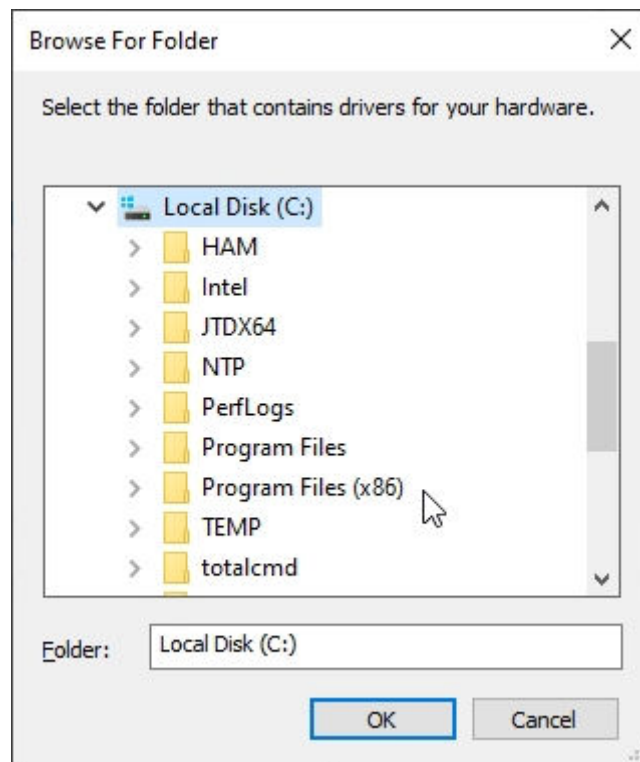 Browse For Folder
Select the folder that contains drivers for your hardware.
Local Disk (C:)
HAM
Intel
JTDX64
NTP
PerfLogs
Program Files
Program Files (x86)
TEMP
totalcmd
Folder: Local Disk (C:)
OK Cancel